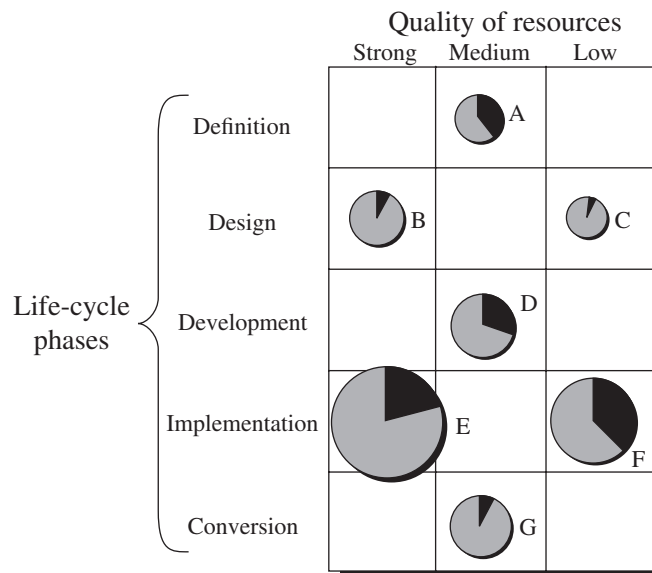 Quality of resources
Strong Medium Low
Definition
A
Design
B
C
Life-cycle
phases
Development
D
Implementation
E
F
Conversion
G